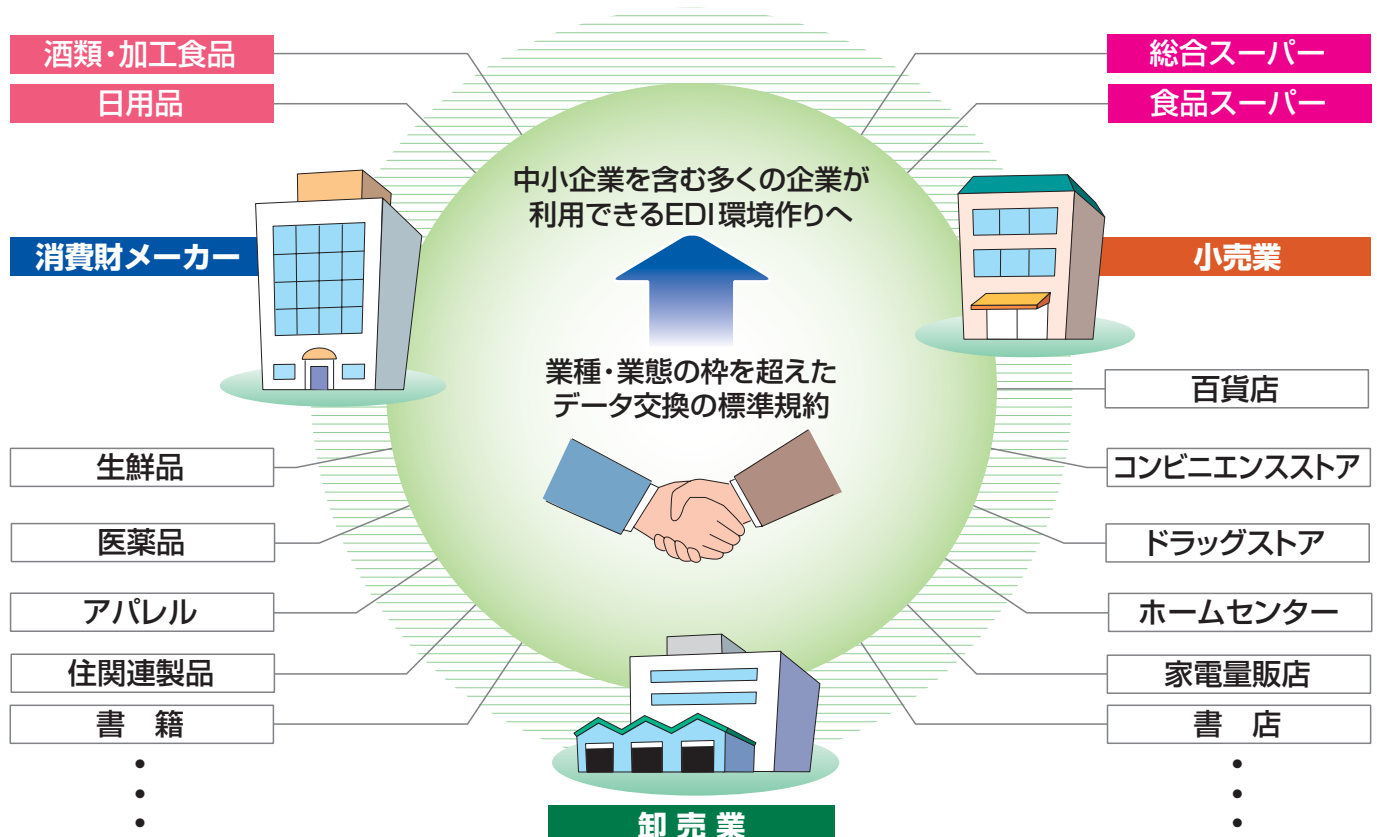 酒類・加工食品
日用品
総合スーパー
食品スーパー
中小企業を含む多くの企業が
利用できるEDI環境作りへ
消費財メーカー
小売業
業種・業態の枠を超えた
データ交換の標準規約
生鮮品
医薬品
アパレル
住関連製品
書　籍
・
・
・
百貨店
コンビニエンスストア
ドラッグストア
ホームセンター
家電量販店
書　店
・
・
・
卸 売 業